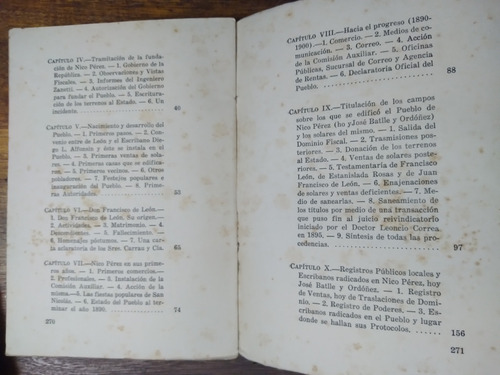 CAPÍTULO IV.—Tramitación de la funda-
ción de Nico Pérez. — 1. Gobierno de
la República. — 2. Observaciones y Vistas
Fiscales. — 3. Informes del Ingeniero
Zanetti. — 4. Autorización del Gobierno
para fundar el Pueblo. — 5. Escritura-
ción de los terrenos al Estado. — 6. Un
incidente.
CAPÍTULO V.—Nacimiento y desarrollo del
Pueblo. — 1. Primeros pasos. — 2. Con-
venio entre de León y el Escribano Die-
go I. Affonzio y éste se instala en el
Pueblo. — 3. Primeras ventas de sola-
res. — 4. Primeras casas que se edifica-
ron. — 5. Primeros vecinos. — 6. Otros
pobladores. — 7. Festejos populares e
inauguración del Pueblo. — 8. Prime-
ras Autoridades. 53
CAPÍTULO VI.—Don Francisco de León.
1. Don Francisco de León. Su origen.
— 2. Actividades. — 3. Matrimonio. — 4.
Descendientes. — 5. Fallecimiento. —
6. Homenajes póstumos. — 7. Una car-
ta aclaratoria de los Sres. Carrau y Cía.
CAPÍTULO VII.—Nico Pérez en sus prime-
ros años. — 1. Primeros comercios. —
2. Profesionales. — 3. Instalación de la
Comisión Auxiliar. — 4. Acción de la
misma. — 5. Las fiestas populares de San
Nicolás. — 6. Estado del Pueblo al ter-
minar el año 1890. 74
270
CAPÍTULO VIII.—Hacia el progreso (1890-
1900). — 1. Comercio. — 2. Medios de co-
municación. — 3. Correo. — 4. Acción
de la Comisión Auxiliar. — 5. Oficinas
Públicas, Sucursal de Correo y Agencia
de Rentas. — 6. Declaratoria Oficial del
Pueblo. 88
CAPÍTULO IX.—Titulación de los campos
sobre los que se edificó el Pueblo de
Nico Pérez (hoy José Batlle y Ordóñez)
y los solares del mismo. — 1. Salida del
Dominio Fiscal. — 2. Trasmisiones pos-
teriores. — 3. Donación de los terrenos
al Estado. — 4. Ventas de solares poste-
riores. — 5. Testamentaria de Francisco
de León, de Estanislada Rosas y de Juan
Francisco de León. — 6. Enajenaciones
de solares y ventas deficientes. — 7. Me-
dio de sanearlas. — 8. Saneamiento de
los títulos por medio de una transacción
que puso fin al juicio reivindicatorio
iniciado por el Doctor Leoncio Correa
en 1895. — 9. Síntesis de todas las pro-
cedencias. 97
CAPÍTULO X.—Registros Públicos locales y
Escribanos radicados en Nico Pérez, hoy
José Batlle y Ordóñez. — 1. Registro
de Ventas, hoy de Traslaciones de Domi-
nio. — 2. Registro de Poderes. — 3. Es-
cribanos radicados en el Pueblo y lugar
donde se hallan sus Protocolos. 156
271